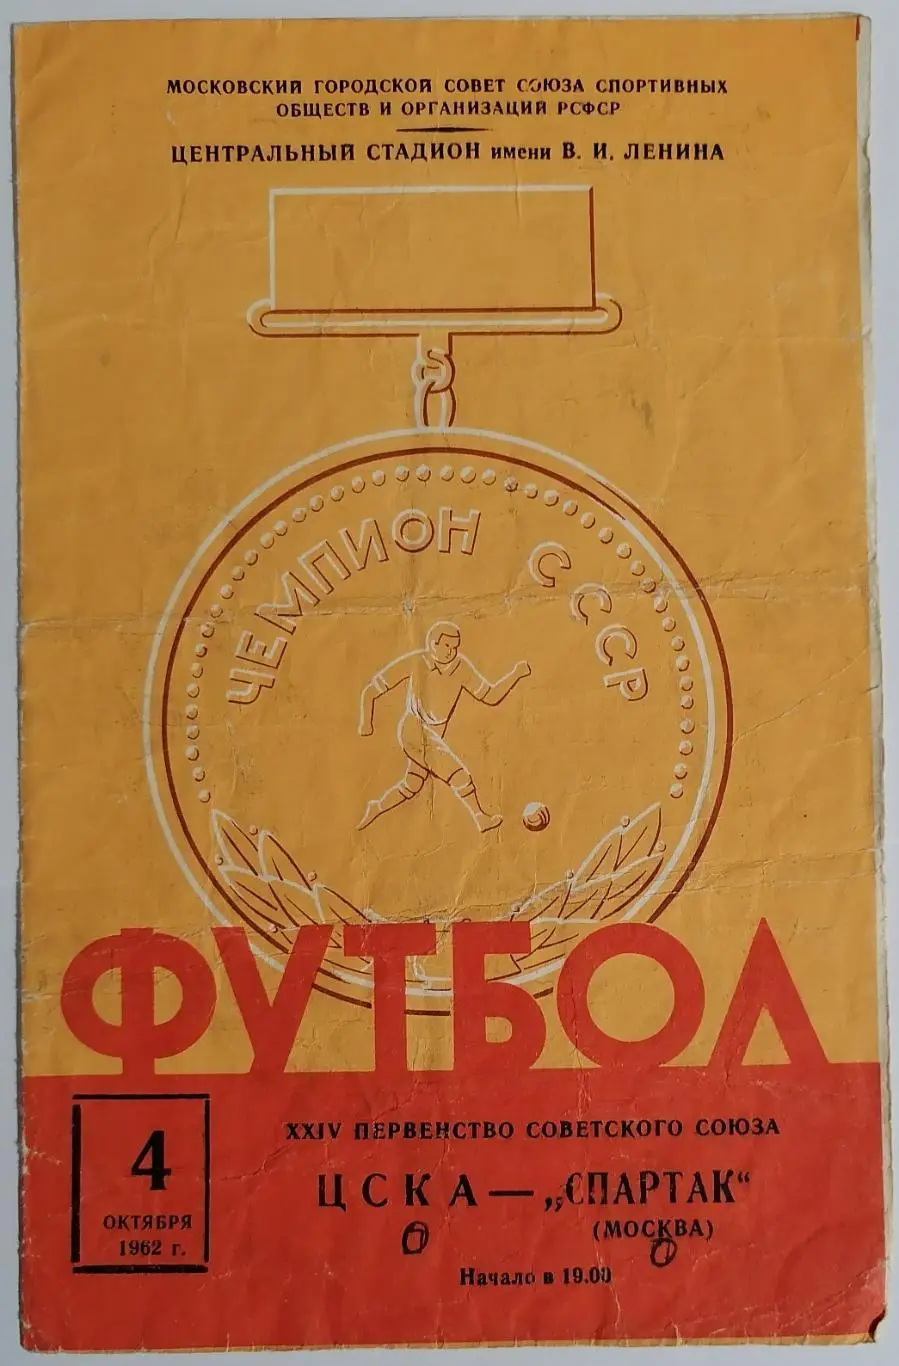 МОСКОВСКИЙ ГОРОДСКОЙ СОВЕТ СОЮЗА СПОРТИВНЫХ
ОБЩЕСТВ И ОРГАНИЗАЦИЙ РСФСР
ЦЕНТРАЛЬНЫЙ СТАДИОН имени В. И. ЛЕНИНА
ЧЕМПИОН СССР
ФУТБОЛ
4
ОКТЯБРЯ
1962 г.
XXIV ПЕРВЕНСТВО СОВЕТСКОГО СОЮЗА
ЦСКА — „СПАРТАК“
(МОСКВА)
0 0
Начало в 19.00